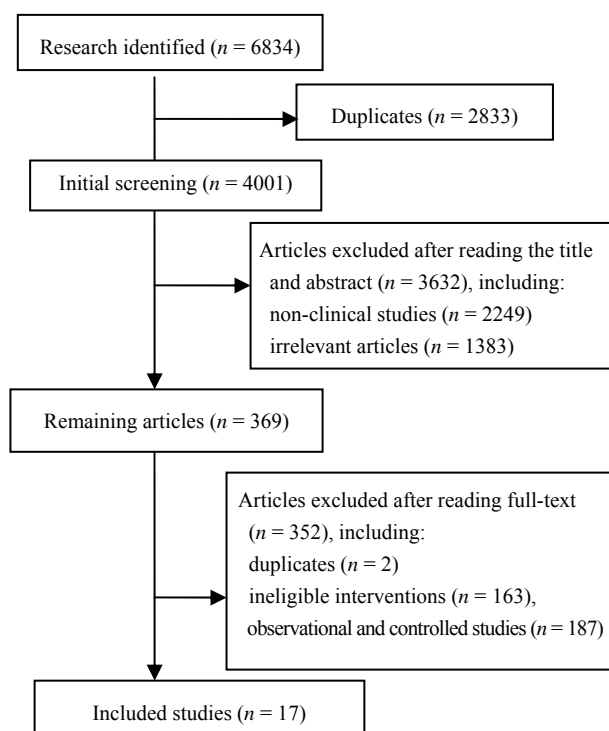 Research identified (n = 6834)
Duplicates (n = 2833)
Initial screening (n = 4001)
Articles excluded after reading the title
and abstract (n = 3632), including:
non-clinical studies (n = 2249)
irrelevant articles (n = 1383)
Remaining articles (n = 369)
Articles excluded after reading full-text
(n = 352), including:
duplicates (n = 2)
ineligible interventions (n = 163),
observational and controlled studies (n = 187)
Included studies (n = 17)